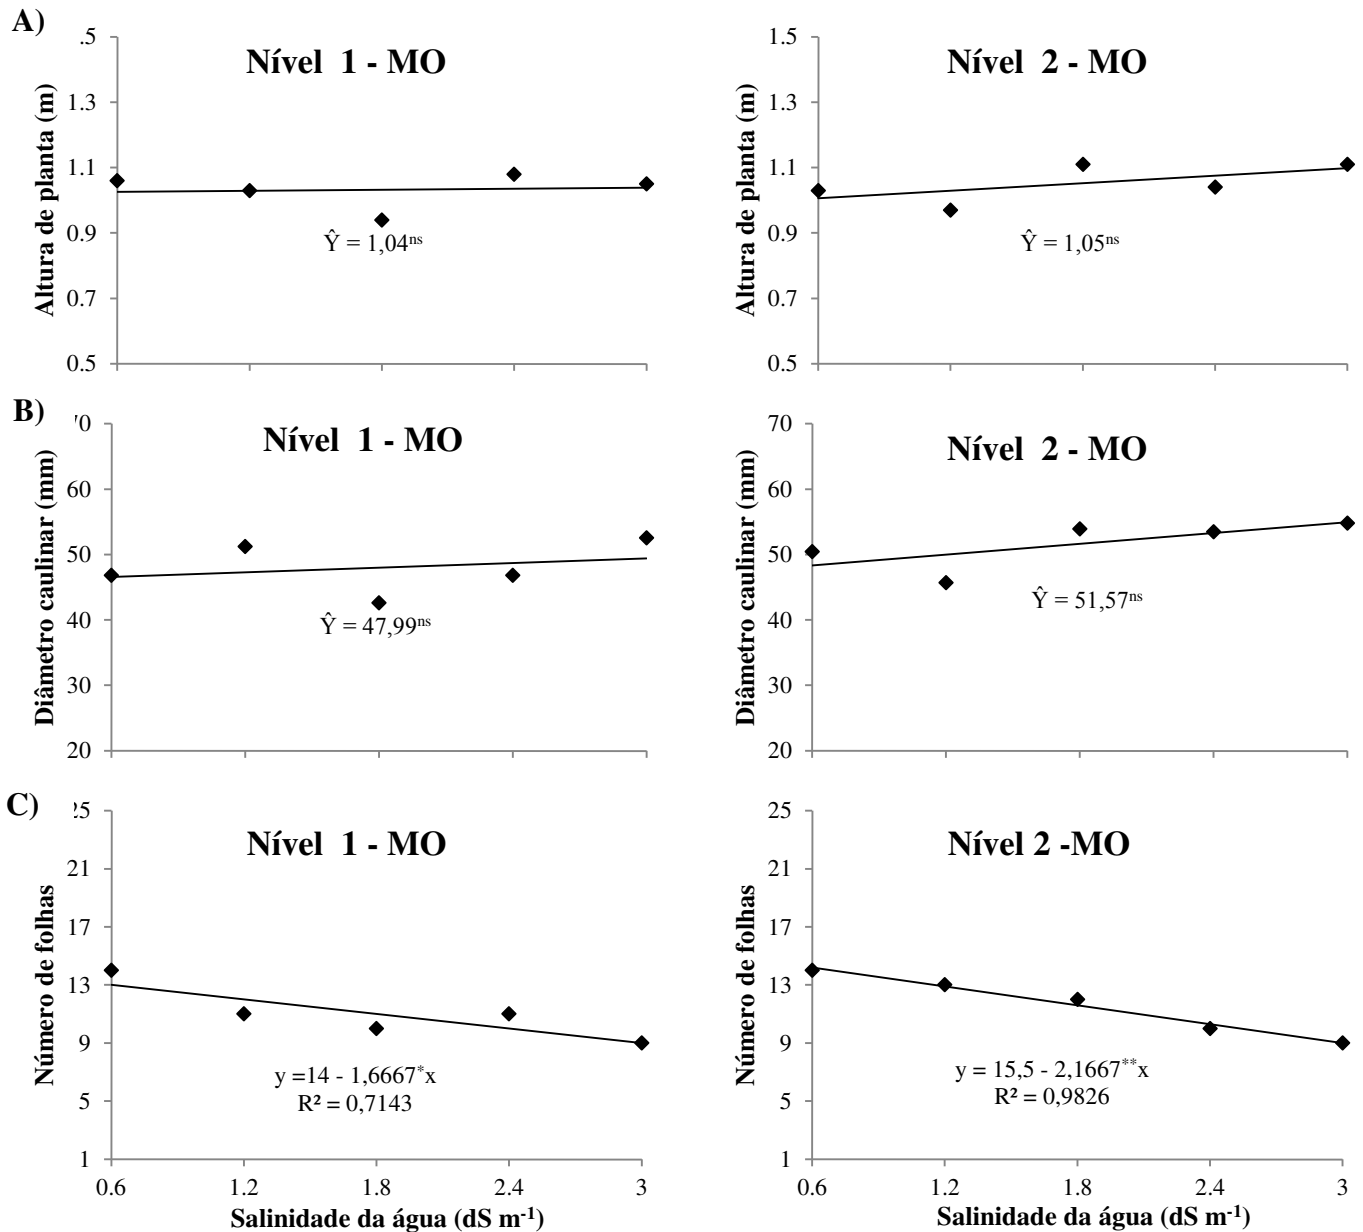 A)
.5
1.3
1.1
0.9
0.7
0.5
Altura de planta (m)
Nível 1 - MO
Ŷ = 1,04ns
1.5
1.3
1.1
0.9
0.7
0.5
Altura de planta (m)
Nível 2 - MO
Ŷ = 1,05ns
B)
70
60
50
40
30
20
Diâmetro caulinar (mm)
Nível 1 - MO
Ŷ = 47,99ns
70
60
50
40
30
20
Diâmetro caulinar (mm)
Nível 2 - MO
Ŷ = 51,57ns
C)
25
21
17
13
9
5
1
Número de folhas
Nível 1 - MO
y =14 - 1,6667*x
R² = 0,7143
0.6 1.2 1.8 2.4 3
Salinidade da água (dS m-1)
25
21
17
13
9
5
1
Número de folhas
Nível 2 -MO
y = 15,5 - 2,1667**x
R² = 0,9826
0.6 1.2 1.8 2.4 3
Salinidade da água (dS m-1)